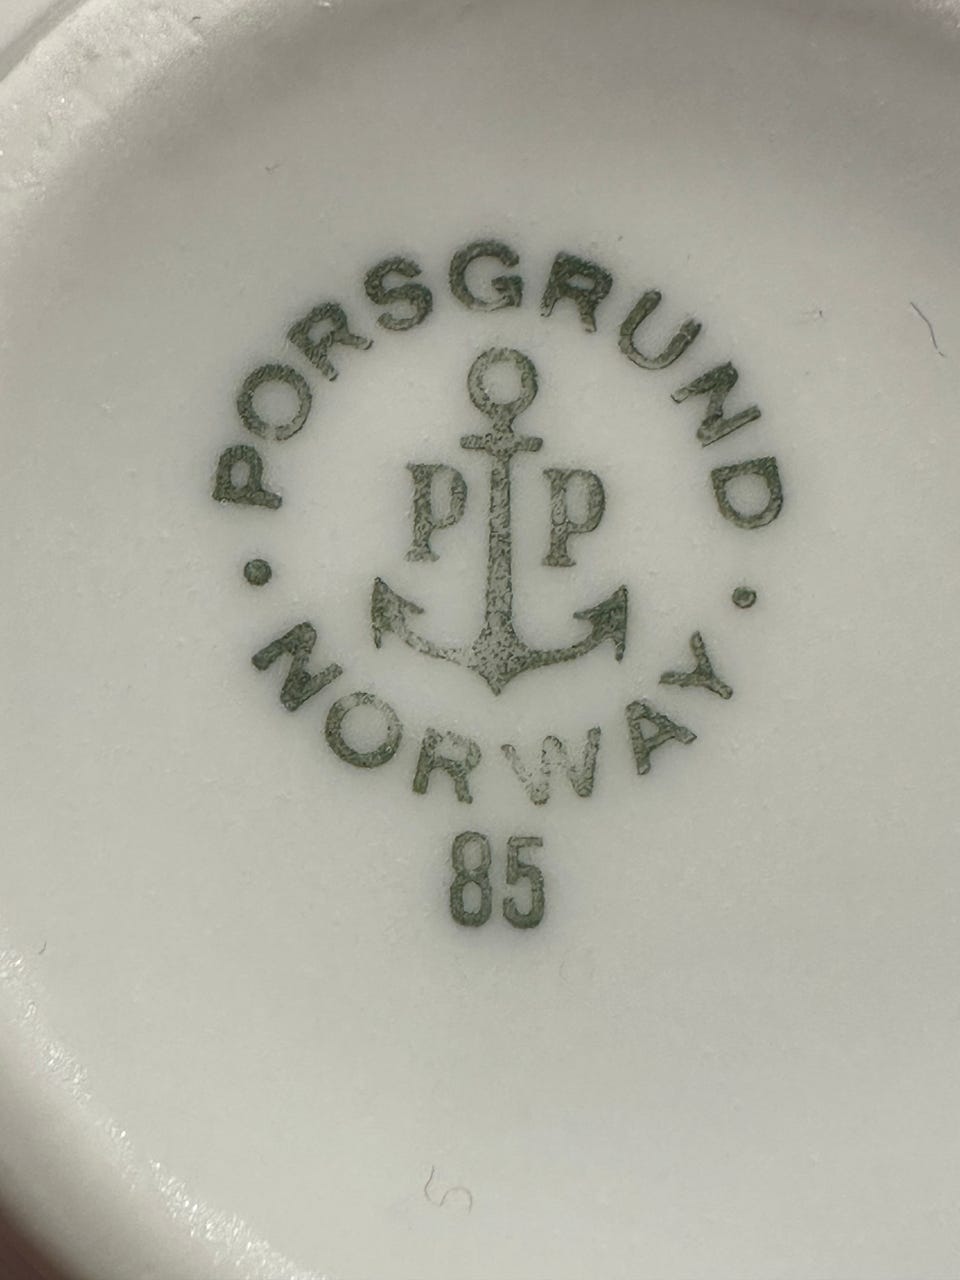 PORSGRUND
P P
• NORWAY •
85